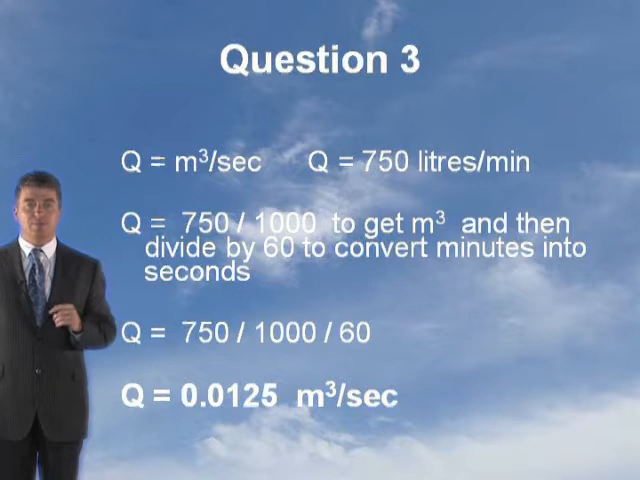 Question 3
Q = m³/sec Q = 750 litres/min
Q = 750 / 1000 to get m³ and then
divide by 60 to convert minutes into
seconds
Q = 750 / 1000 / 60
Q = 0.0125 m³/sec